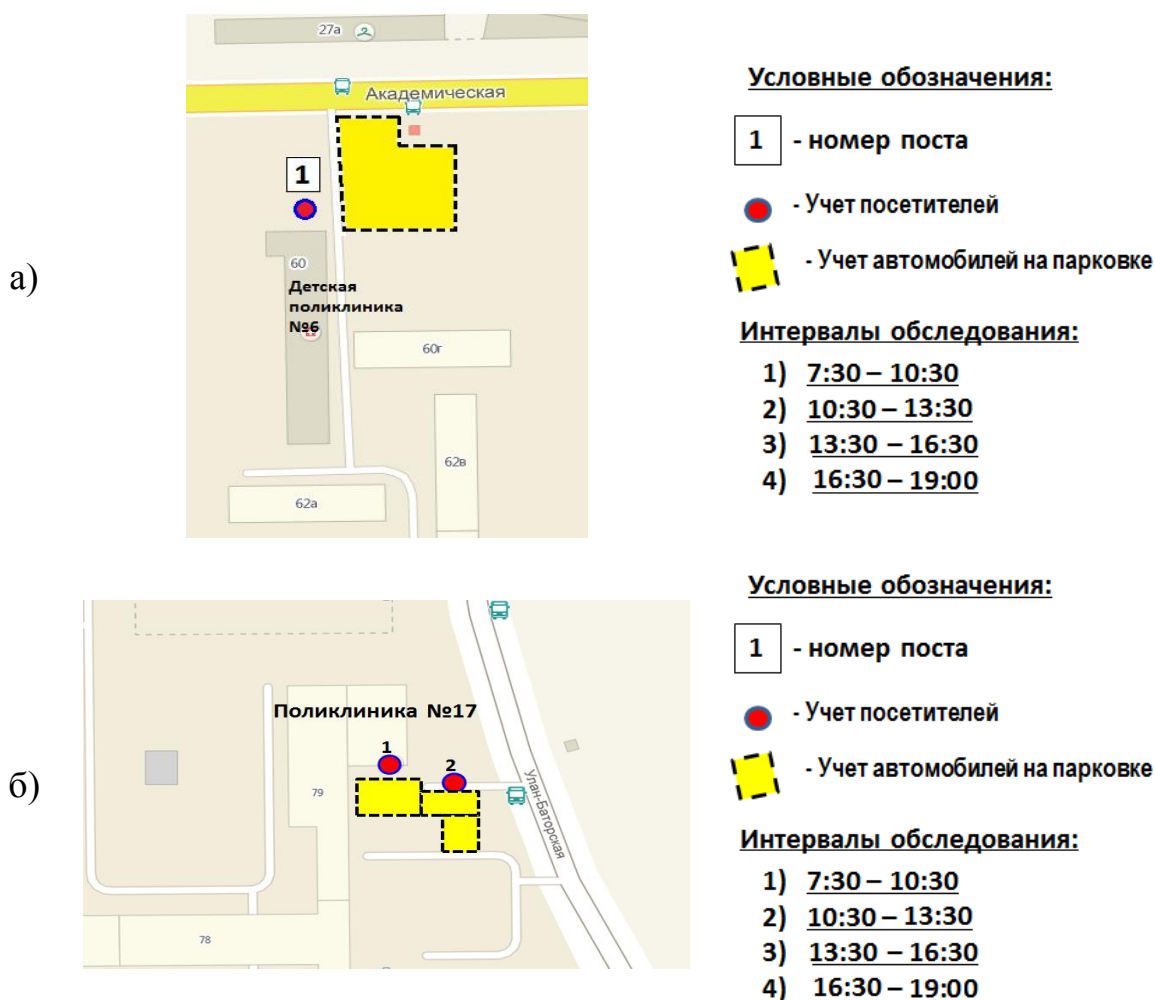 а)
27а
Академическая
1
60
Детская
поликлиника
№6
60г
62в
62а
Условные обозначения:
1 - номер поста
- Учет посетителей
- Учет автомобилей на парковке
Интервалы обследования:
1) 7:30 – 10:30
2) 10:30 – 13:30
3) 13:30 – 16:30
4) 16:30 – 19:00
б)
Поликлиника №17
1
2
79
Улан-Баторская
78
Условные обозначения:
1 - номер поста
- Учет посетителей
- Учет автомобилей на парковке
Интервалы обследования:
1) 7:30 – 10:30
2) 10:30 – 13:30
3) 13:30 – 16:30
4) 16:30 – 19:00